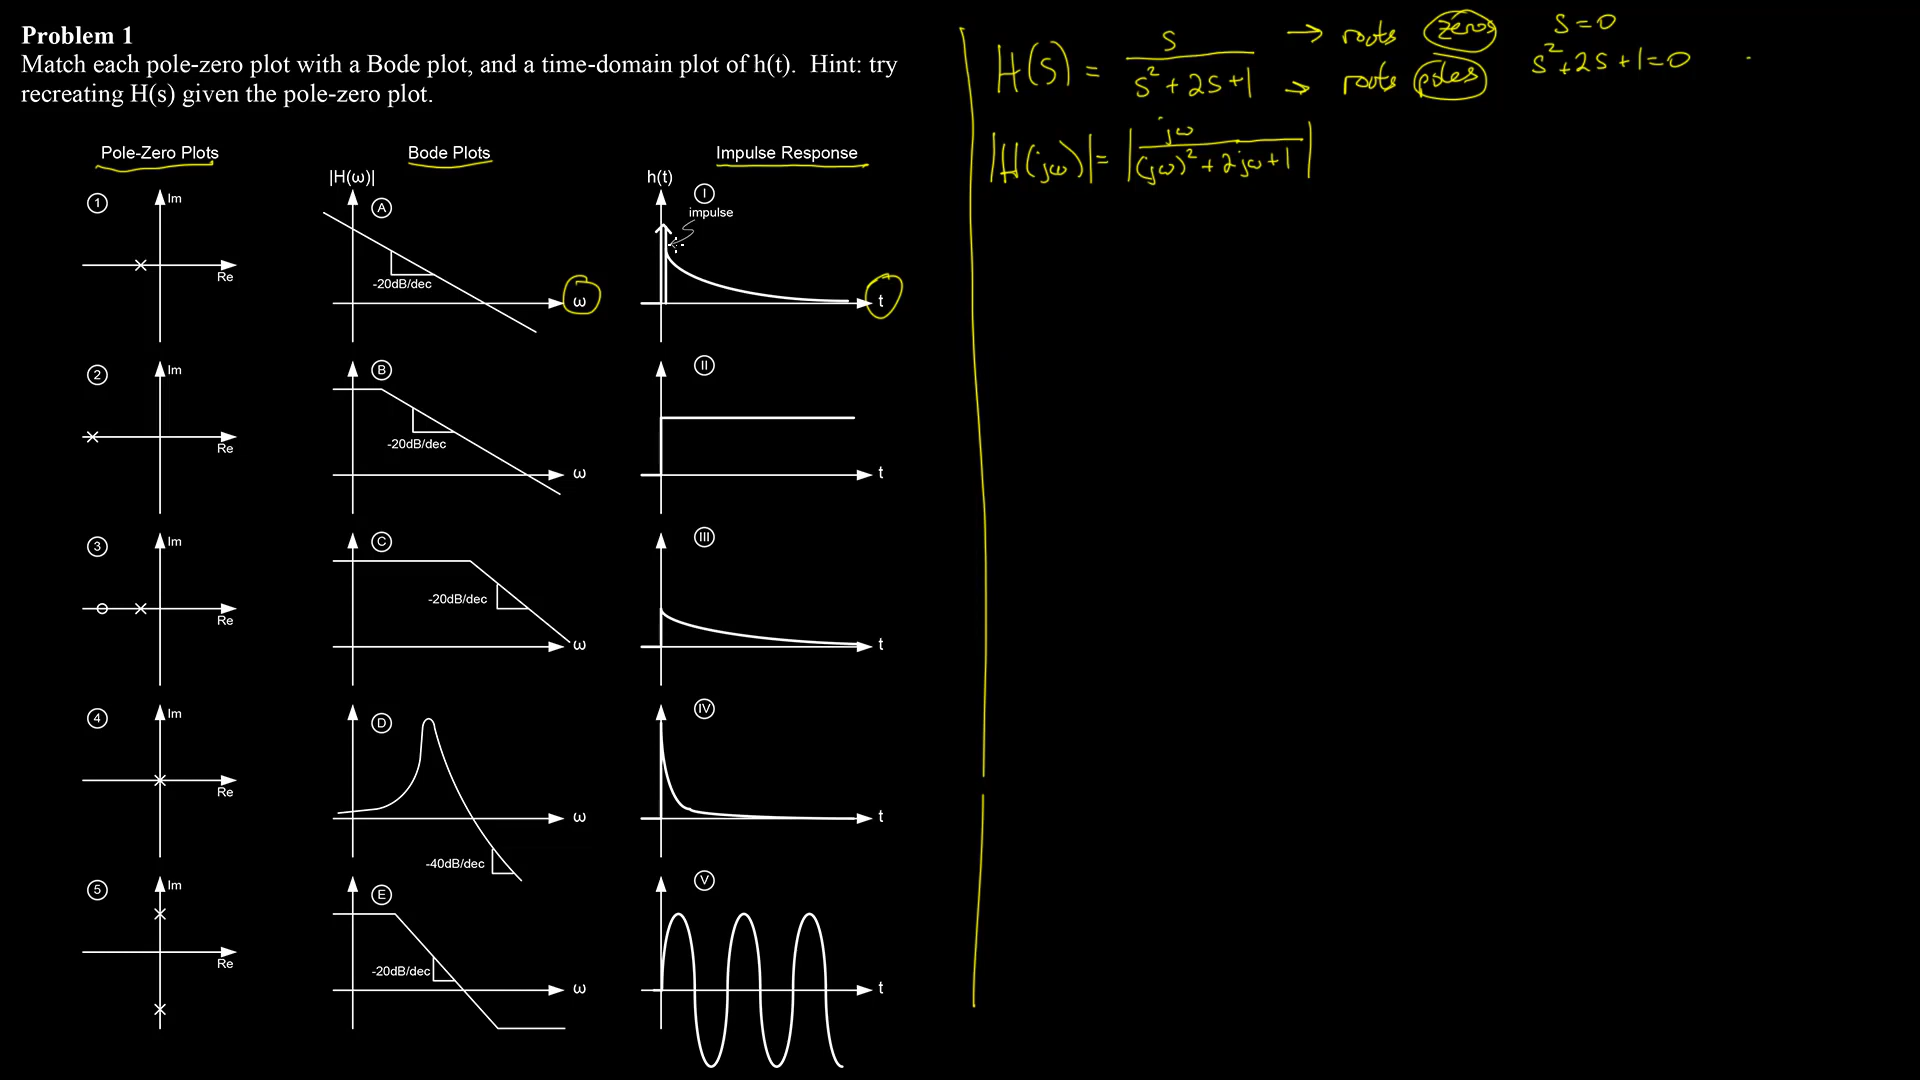 Problem 1
Match each pole-zero plot with a Bode plot, and a time-domain plot of h(t).  Hint: try
recreating H(s) given the pole-zero plot.
Pole-Zero Plots
Bode Plots
Impulse Response
1
Im
Re
|H(ω)|
A
-20dB/dec
ω
h(t)
I
impulse
t
2
Im
Re
B
-20dB/dec
ω
II
t
3
Im
Re
C
-20dB/dec
ω
III
t
4
Im
Re
D
-40dB/dec
ω
IV
t
5
Im
Re
E
-20dB/dec
ω
V
t
H(s) = s / (s² + 2s + 1)
→ roots zeros s = 0
→ roots poles s² + 2s + 1 = 0
|H(jω)| = |jω / ((jω)² + 2jω + 1)|